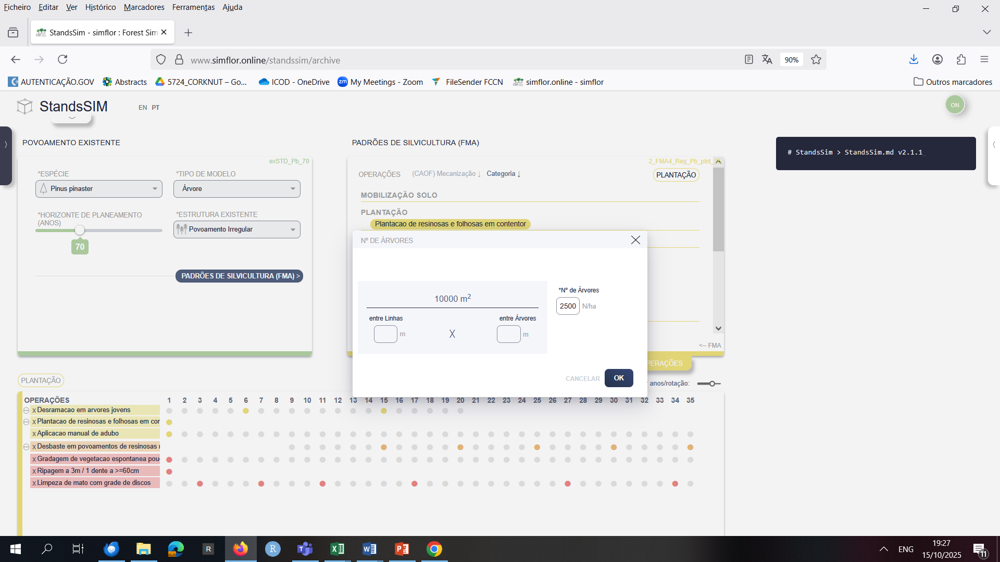 Ficheiro Editar Ver Histórico Marcadores Ferramentas Ajuda
StandsSim - simflor : Forest Sim
www.simflor.online/standssim/archive
90%
AUTENTICAÇÃO.GOV Abstracts 5724_CORKNUT – Go... ICOD - OneDrive zm My Meetings - Zoom FileSender FCCN simflor.online - simflor Outros marcadores
StandsSIM EN PT ON
POVOAMENTO EXISTENTE
exSTD_Pb_70
*ESPÉCIE *TIPO DE MODELO
Pinus pinaster Árvore
*HORIZONTE DE PLANEAMENTO (ANOS) *ESTRUTURA EXISTENTE
Povoamento Irregular
70
PADRÕES DE SILVICULTURA (FMA) >
PADRÕES DE SILVICULTURA (FMA)
2_FMA4_Reg_Pb_plnt_
OPERAÇÕES (CAOF) Mecanização ↓ Categoria ↓ PLANTAÇÃO
MOBILIZAÇÃO SOLO
PLANTAÇÃO
Plantacao de resinosas e folhosas em contentor
<-- FMA
PERAÇÕES
# StandsSim > StandsSim.md v2.1.1_
Nº DE ÁRVORES
10000 m²
entre Linhas entre Árvores
m X m
*Nº de Árvores
2500 N/ha
CANCELAR OK
PLANTAÇÃO
anos/rotação:
OPERAÇÕES 1 2 3 4 5 6 7 8 9 10 11 12 13 14 15 16 17 18 19 20 21 22 23 24 25 26 27 28 29 30 31 32 33 34 35
x Desramacao em arvores jovens
x Plantacao de resinosas e folhosas em cor
x Aplicacao manual de adubo
x Desbaste em povoamentos de resinosas
x Gradagem de vegetacao espontanea pou
x Ripagem a 3m / 1 dente a >=60cm
x Limpeza de mato com grade de discos
ENG
19:27
15/10/2025
11